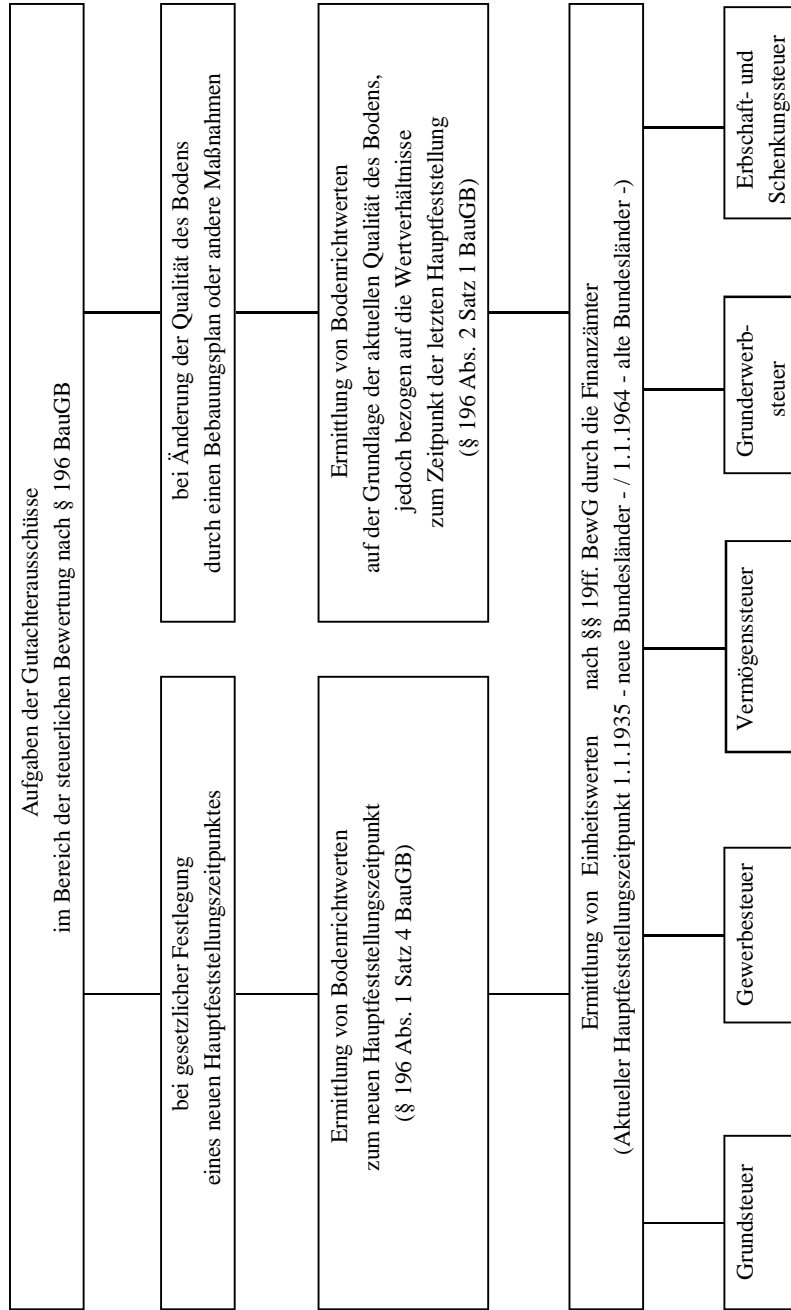 Aufgaben der Gutachterausschüsse
im Bereich der steuerlichen Bewertung nach § 196 BauGB
bei gesetzlicher Festlegung
eines neuen Hauptfeststellungszeitpunktes
bei Änderung der Qualität des Bodens
durch einen Bebauungsplan oder andere Maßnahmen
Ermittlung von Bodenrichtwerten
zum neuen Hauptfeststellungszeitpunkt
(§ 196 Abs. 1 Satz 4 BauGB)
Ermittlung von Bodenrichtwerten
auf der Grundlage der aktuellen Qualität des Bodens,
jedoch bezogen auf die Wertverhältnisse
zum Zeitpunkt der letzten Hauptfeststellung
(§ 196 Abs. 2 Satz 1 BauGB)
Ermittlung von Einheitswerten nach §§ 19ff. BewG durch die Finanzämter
(Aktueller Hauptfeststellungszeitpunkt 1.1.1935 - neue Bundesländer - / 1.1.1964 - alte Bundesländer -)
Grundsteuer
Gewerbesteuer
Vermögenssteuer
Grunderwerb-
steuer
Erbschaft- und
Schenkungssteuer